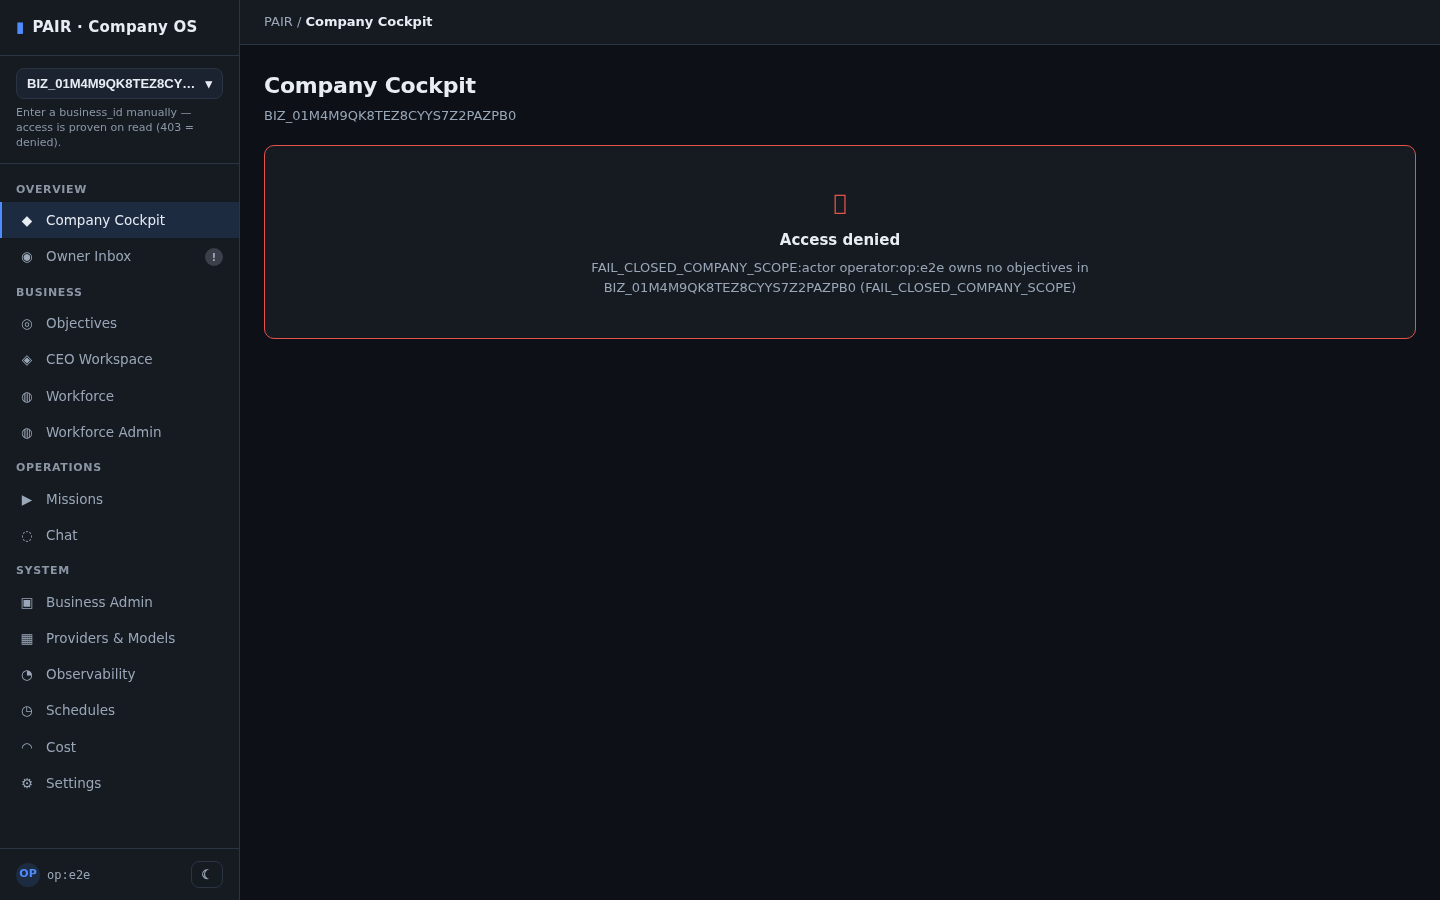 PAIR · Company OS
BIZ_01M4M9QK8TEZ8CY... ▼
Enter a business_id manually —
access is proven on read (403 =
denied).
OVERVIEW
Company Cockpit
Owner Inbox !
BUSINESS
Objectives
CEO Workspace
Workforce
Workforce Admin
OPERATIONS
Missions
Chat
SYSTEM
Business Admin
Providers & Models
Observability
Schedules
Cost
Settings
OP op:e2e
PAIR / Company Cockpit
Company Cockpit
BIZ_01M4M9QK8TEZ8CYYS7Z2PAZPB0
Access denied
FAIL_CLOSED_COMPANY_SCOPE:actor operator:op:e2e owns no objectives in
BIZ_01M4M9QK8TEZ8CYYS7Z2PAZPB0 (FAIL_CLOSED_COMPANY_SCOPE)